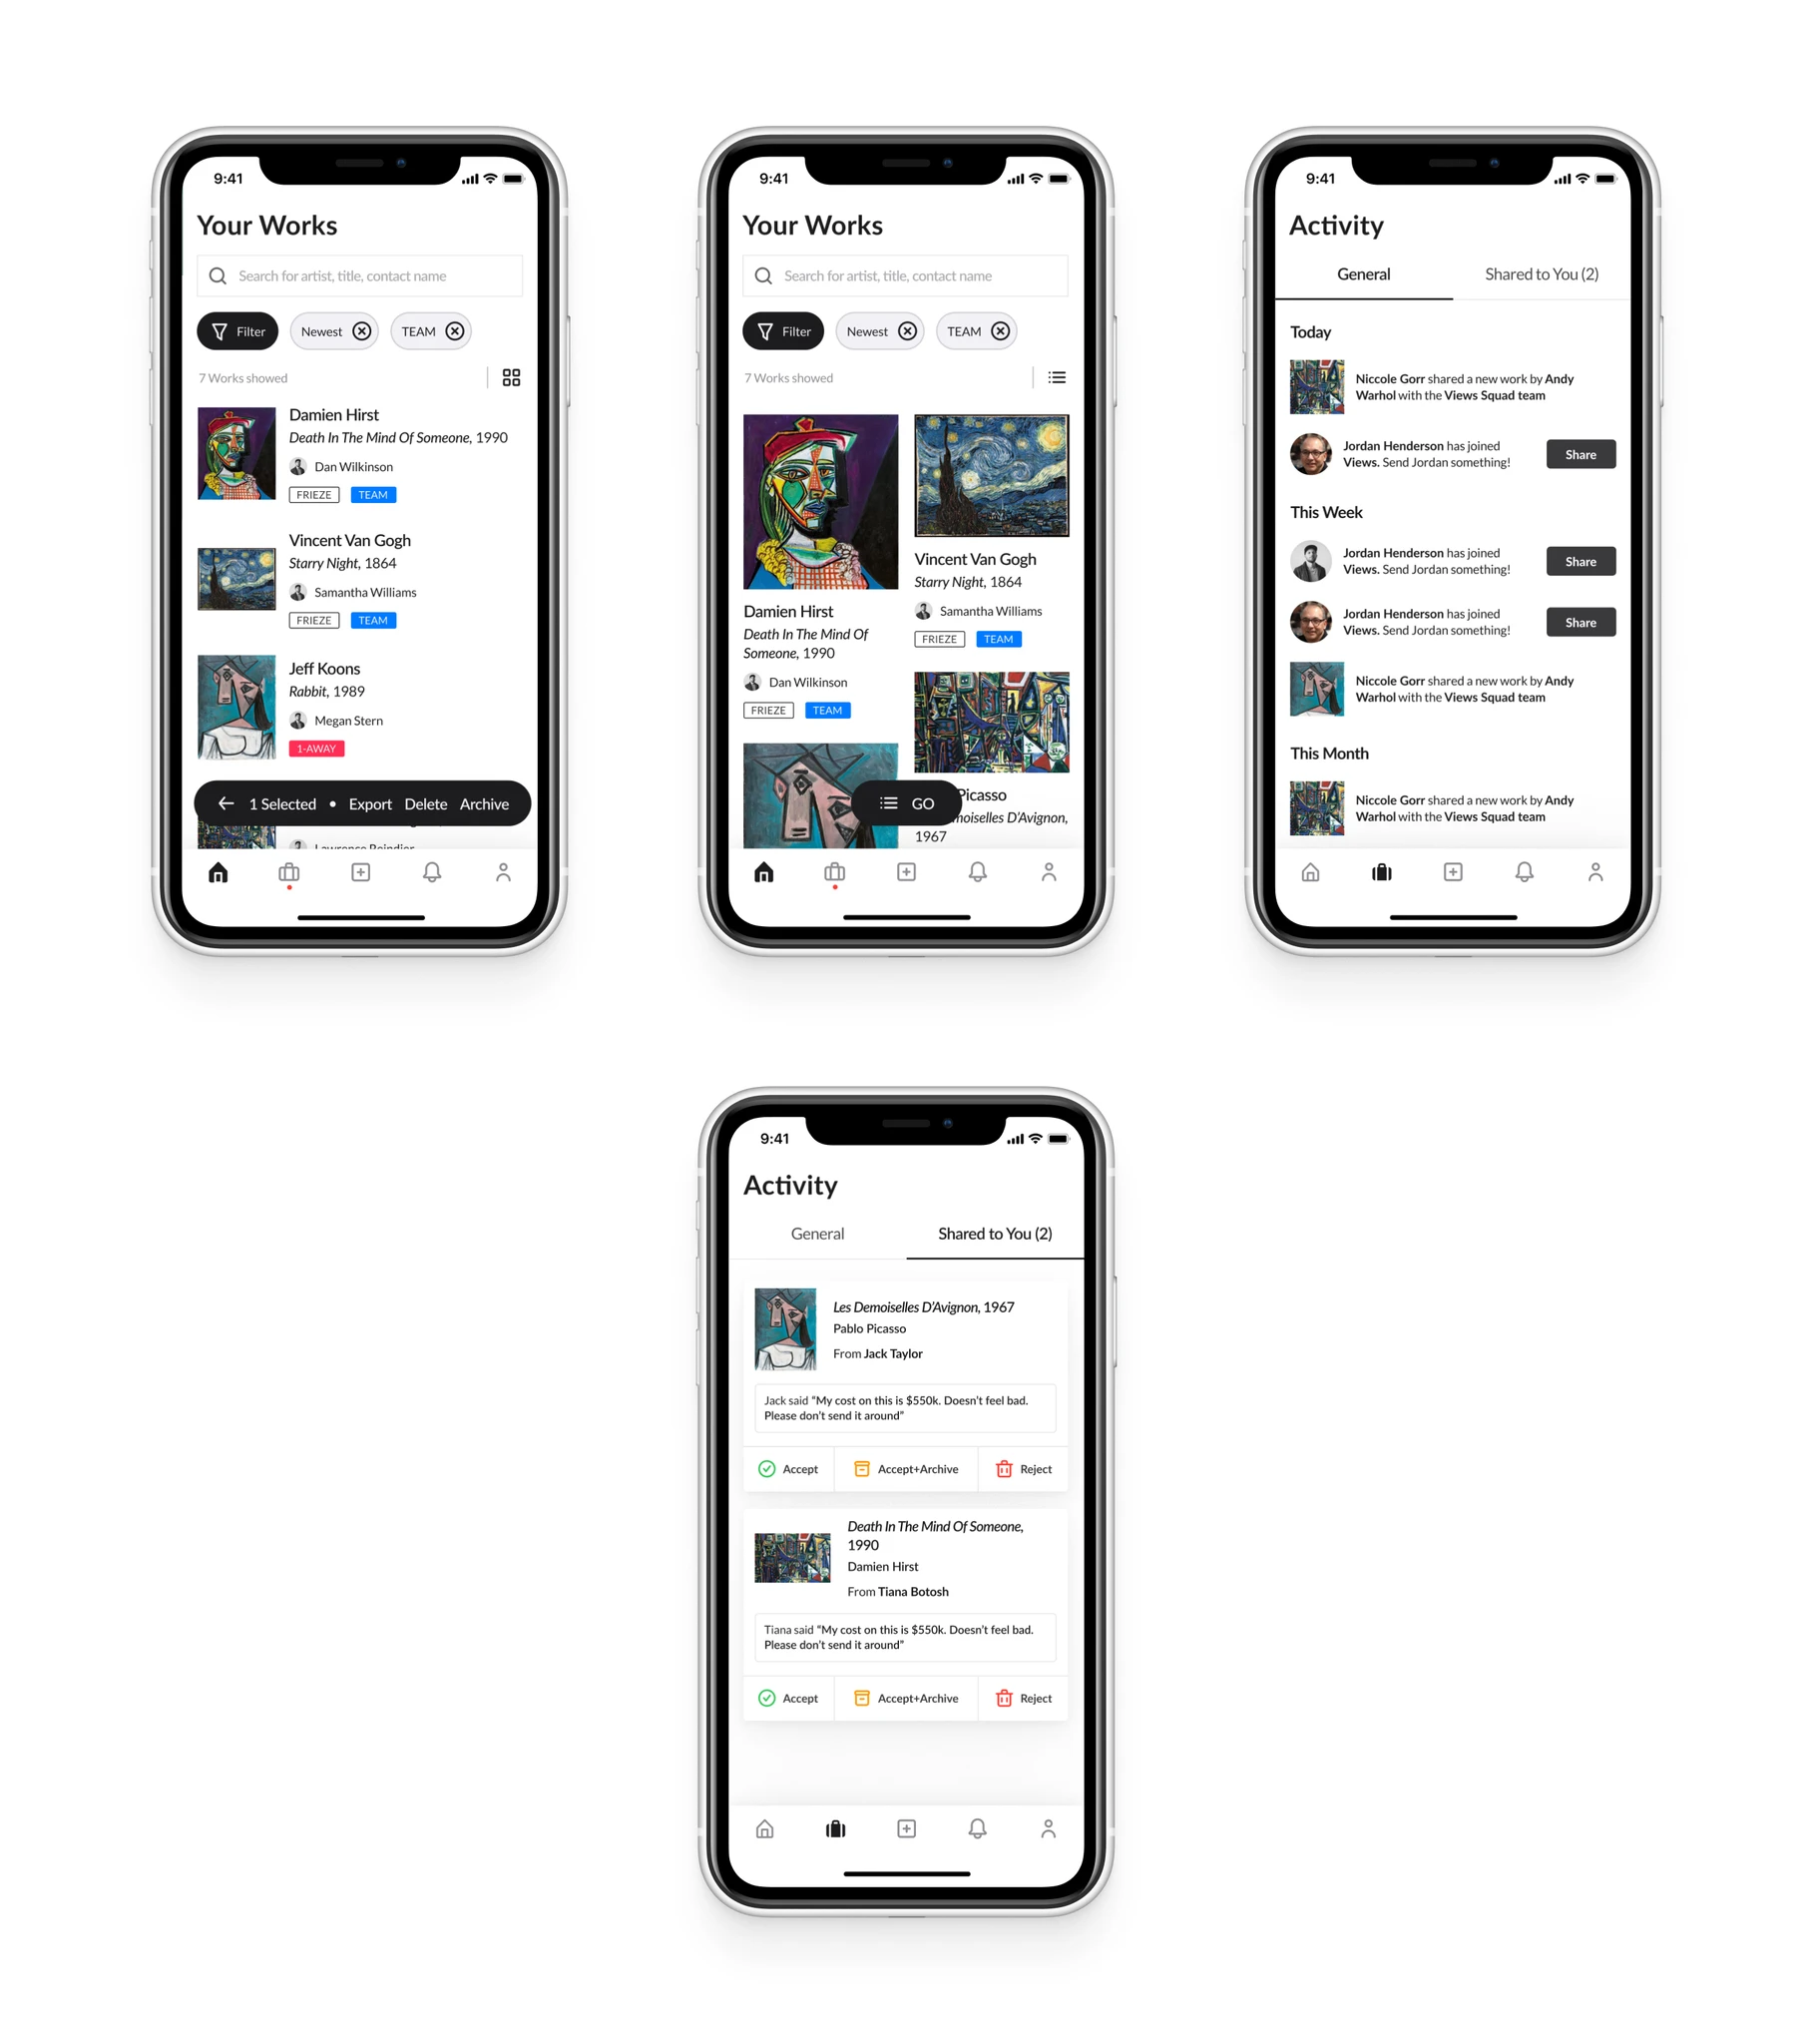 9:41
Your Works
Search for artist, title, contact name
Filter
Newest
TEAM
7 Works showed
Damien Hirst
Death In The Mind Of Someone, 1990
Dan Wilkinson
FRIEZE TEAM
Vincent Van Gogh
Starry Night, 1864
Samantha Williams
FRIEZE TEAM
Jeff Koons
Rabbit, 1989
Megan Stern
1-AWAY
1 Selected • Export Delete Archive
9:41
Your Works
Search for artist, title, contact name
Filter
Newest
TEAM
7 Works showed
Damien Hirst
Death In The Mind Of
Someone, 1990
Dan Wilkinson
FRIEZE TEAM
Vincent Van Gogh
Starry Night, 1864
Samantha Williams
FRIEZE TEAM
Picasso
moiselles D'Avignon,
1967
GO
9:41
Activity
General
Shared to You (2)
Today
Niccole Gorr shared a new work by Andy
Warhol with the Views Squad team
Jordan Henderson has joined
Views. Send Jordan something!
Share
This Week
Jordan Henderson has joined
Views. Send Jordan something!
Share
Jordan Henderson has joined
Views. Send Jordan something!
Share
Niccole Gorr shared a new work by Andy
Warhol with the Views Squad team
This Month
Niccole Gorr shared a new work by Andy
Warhol with the Views Squad team
9:41
Activity
General
Shared to You (2)
Les Demoiselles D'Avignon, 1967
Pablo Picasso
From Jack Taylor
Jack said “My cost on this is $550k. Doesn't feel bad.
Please don't send it around”
Accept
Accept+Archive
Reject
Death In The Mind Of Someone,
1990
Damien Hirst
From Tiana Botosh
Tiana said “My cost on this is $550k. Doesn't feel bad.
Please don't send it around”
Accept
Accept+Archive
Reject